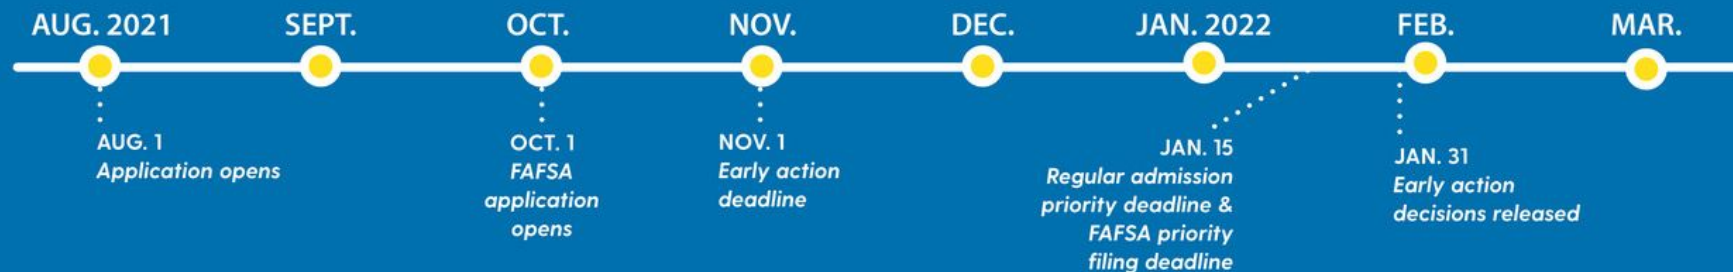 AUG. 2021 SEPT. OCT. NOV. DEC. JAN. 2022 FEB. MAR.
AUG. 1
Application opens
OCT. 1
FAFSA
application
opens
NOV. 1
Early action
deadline
JAN. 15
Regular admission
priority deadline &
FAFSA priority
filing deadline
JAN. 31
Early action
decisions released